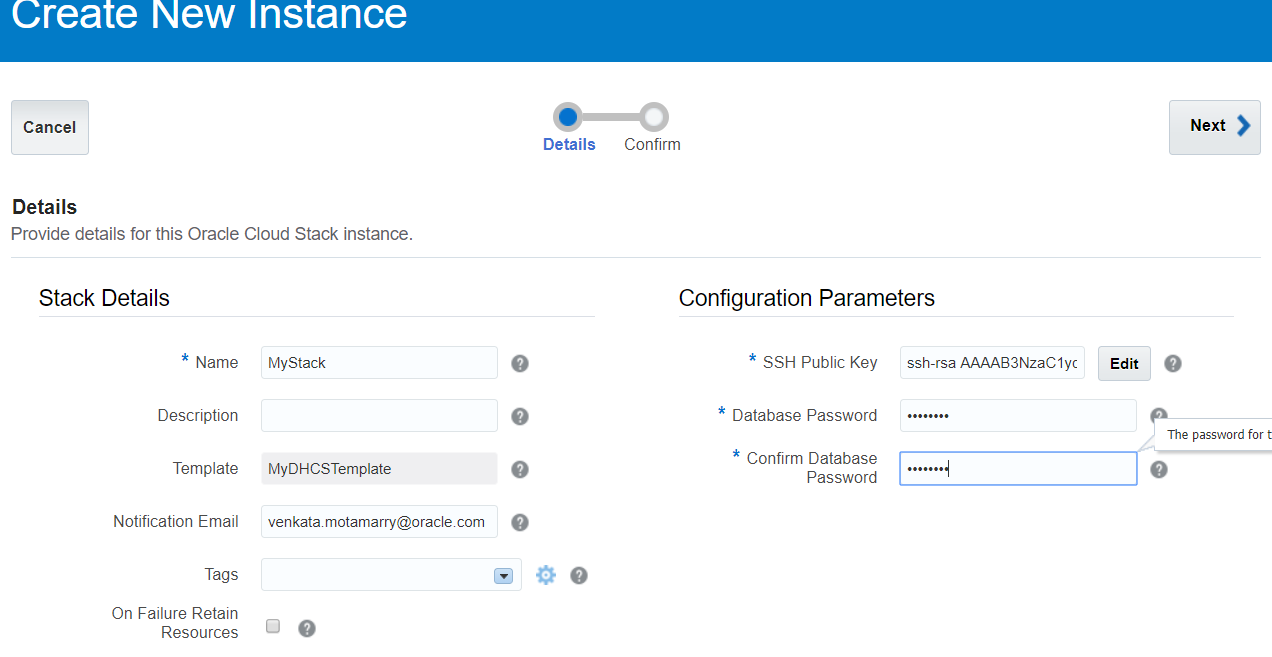 Create New Instance
Cancel
Details
Confirm
Next
Details
Provide details for this Oracle Cloud Stack instance.
Stack Details
Configuration Parameters
* Name
MyStack
* SSH Public Key
ssh-rsa AAAAB3NzaC1yc
Edit
Description
* Database Password
••••••••
The password for t
Template
MyDHCSTemplate
* Confirm Database
Password
••••••••
Notification Email
venkata.motamarry@oracle.com
Tags
On Failure Retain
Resources